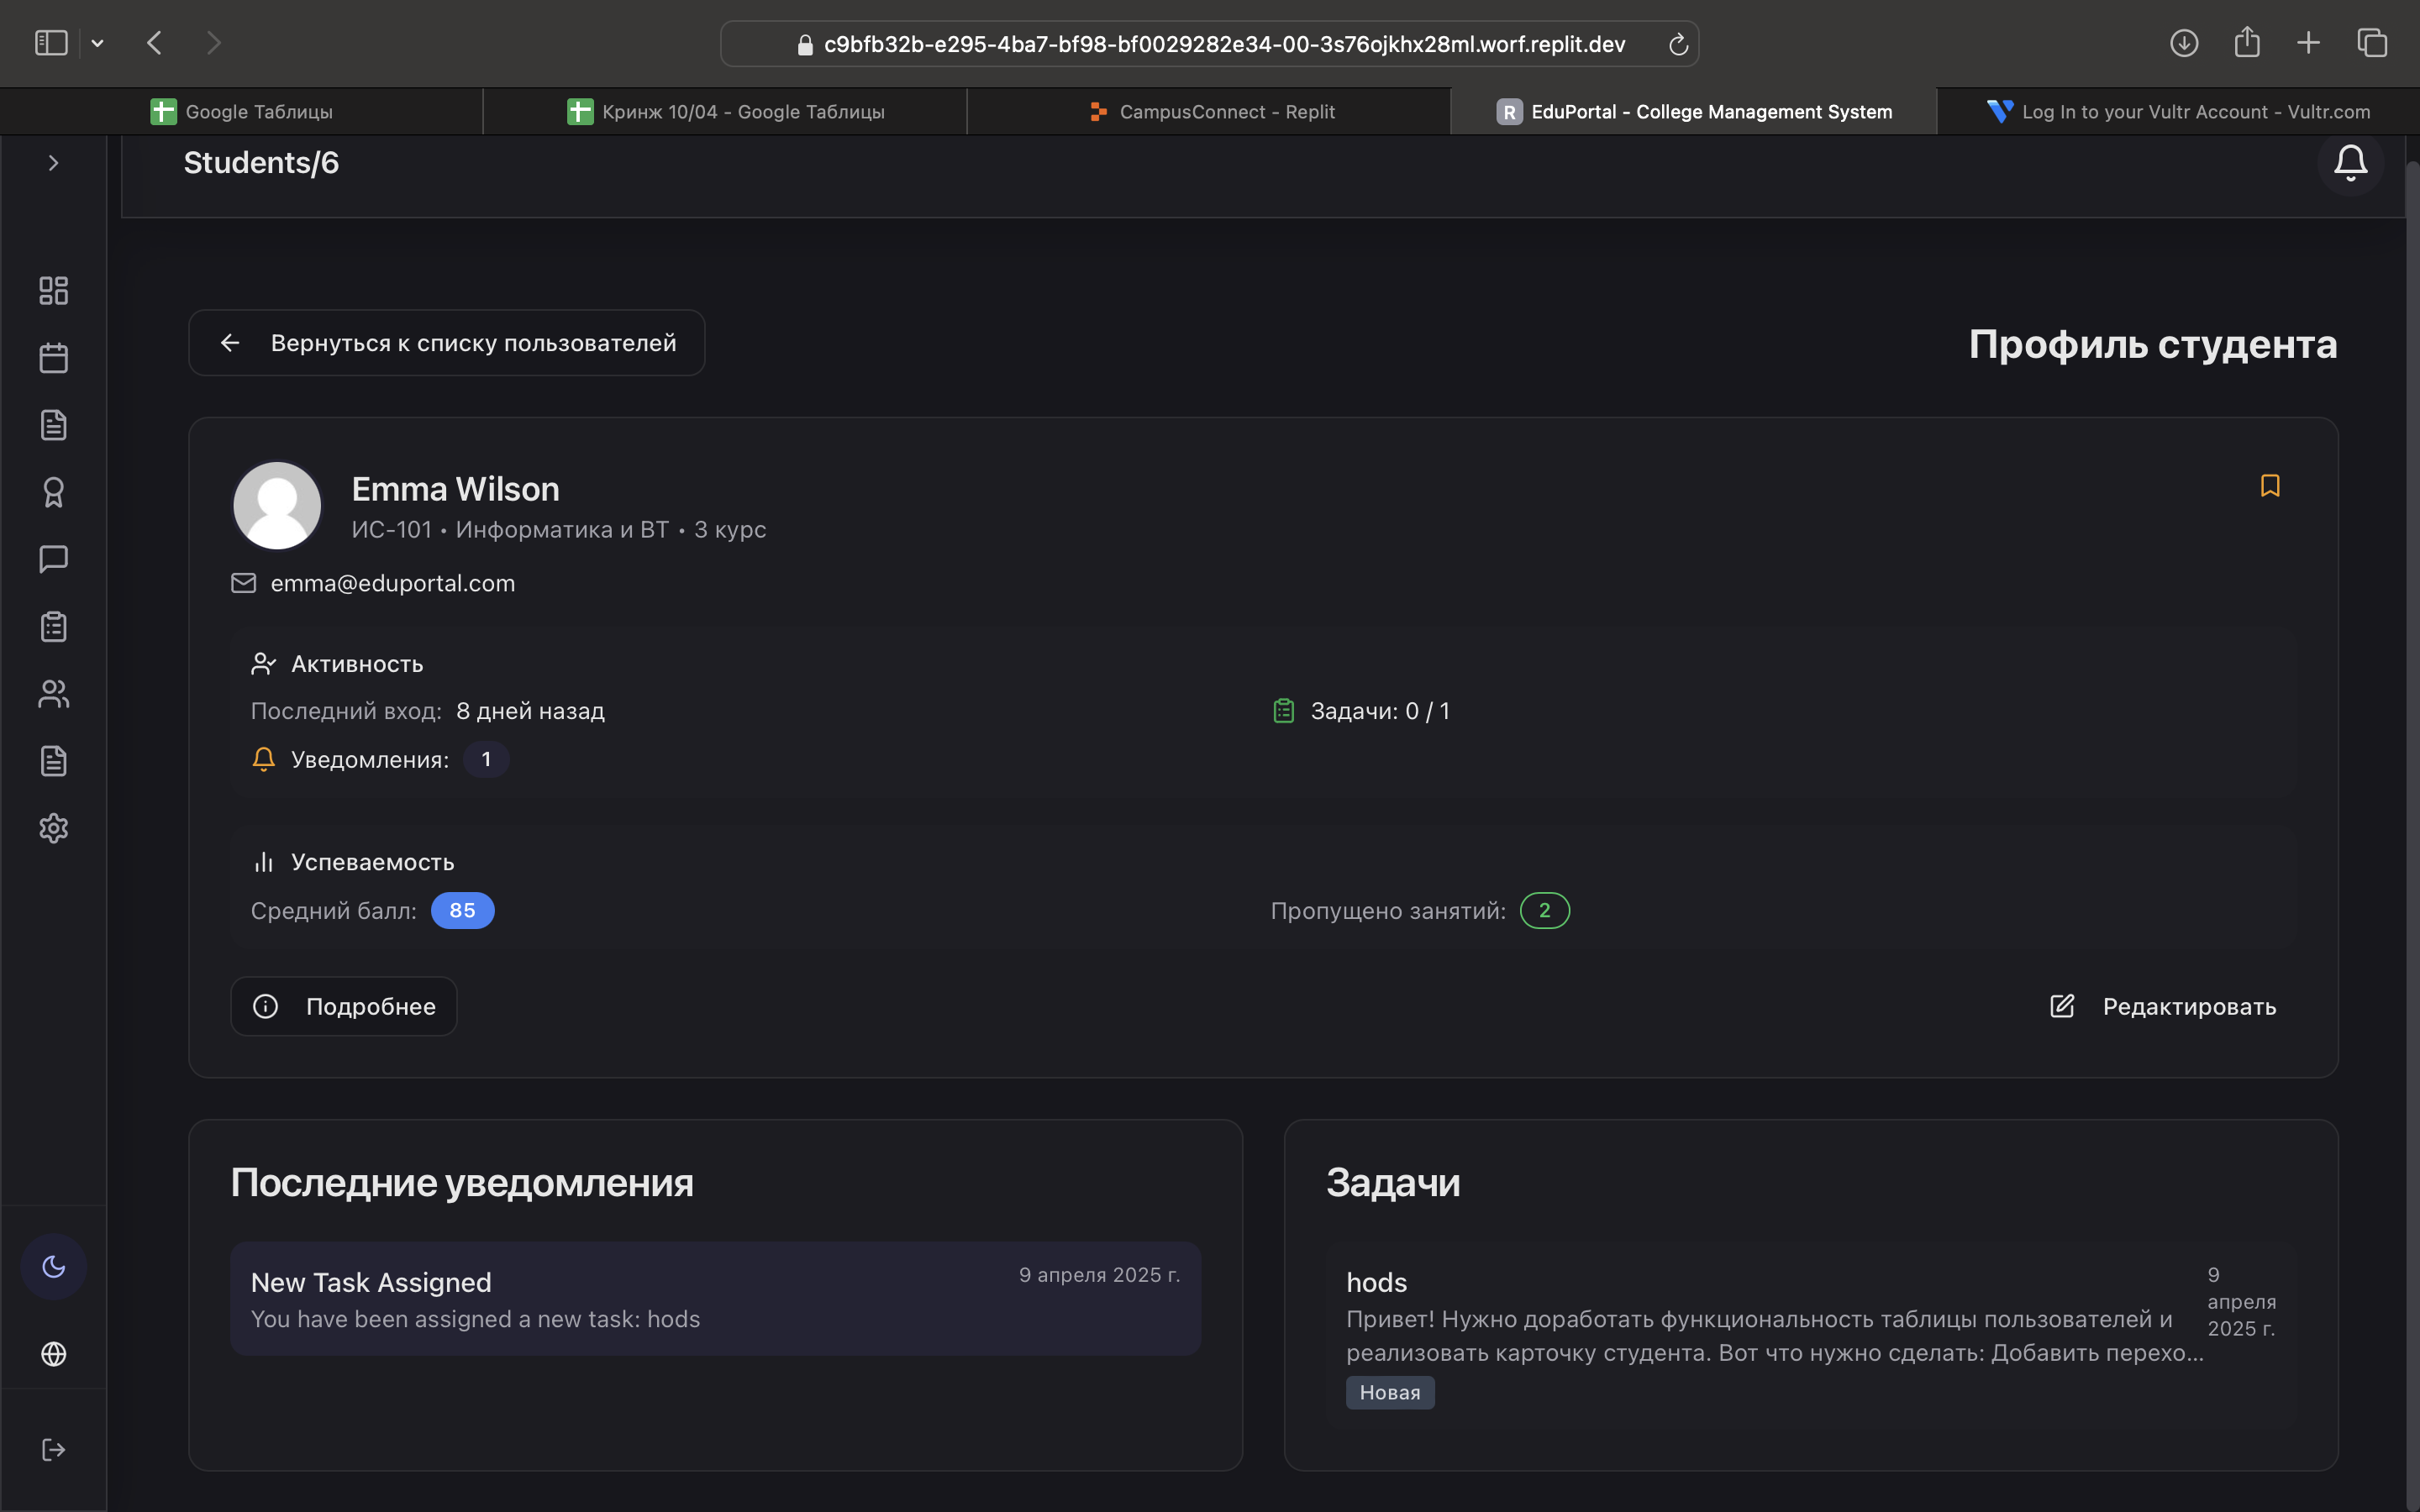 c9bfb32b-e295-4ba7-bf98-bf0029282e34-00-3s76ojkhx28ml.worf.replit.dev
Google Таблицы
Кринж 10/04 - Google Таблицы
CampusConnect - Replit
R EduPortal - College Management System
Log In to your Vultr Account - Vultr.com
Students/6
Вернуться к списку пользователей
Профиль студента
Emma Wilson
ИС-101 • Информатика и ВТ • 3 курс
emma@eduportal.com
Активность
Последний вход: 8 дней назад
Задачи: 0 / 1
Уведомления: 1
Успеваемость
Средний балл: 85
Пропущено занятий: 2
Подробнее
Редактировать
Последние уведомления
New Task Assigned
9 апреля 2025 г.
You have been assigned a new task: hods
Задачи
hods
9
апреля
2025 г.
Привет! Нужно доработать функциональность таблицы пользователей и
реализовать карточку студента. Вот что нужно сделать: Добавить перехо...
Новая